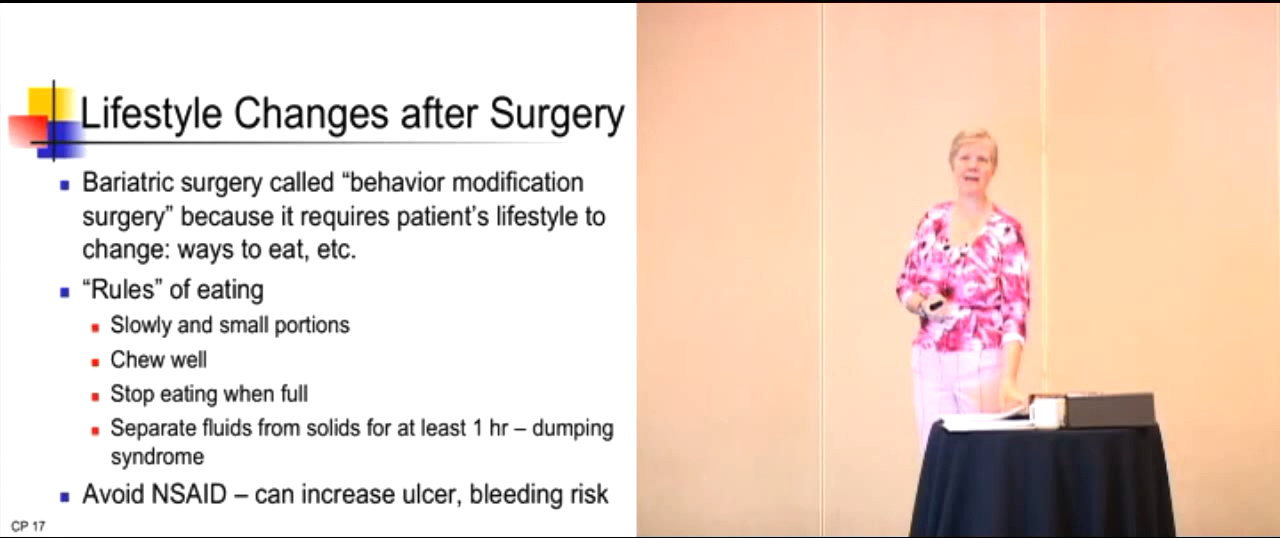 Lifestyle Changes after Surgery
Bariatric surgery called “behavior modification
surgery” because it requires patient’s lifestyle to
change: ways to eat, etc.
“Rules” of eating
Slowly and small portions
Chew well
Stop eating when full
Separate fluids from solids for at least 1 hr – dumping
syndrome
Avoid NSAID – can increase ulcer, bleeding risk
CP 17